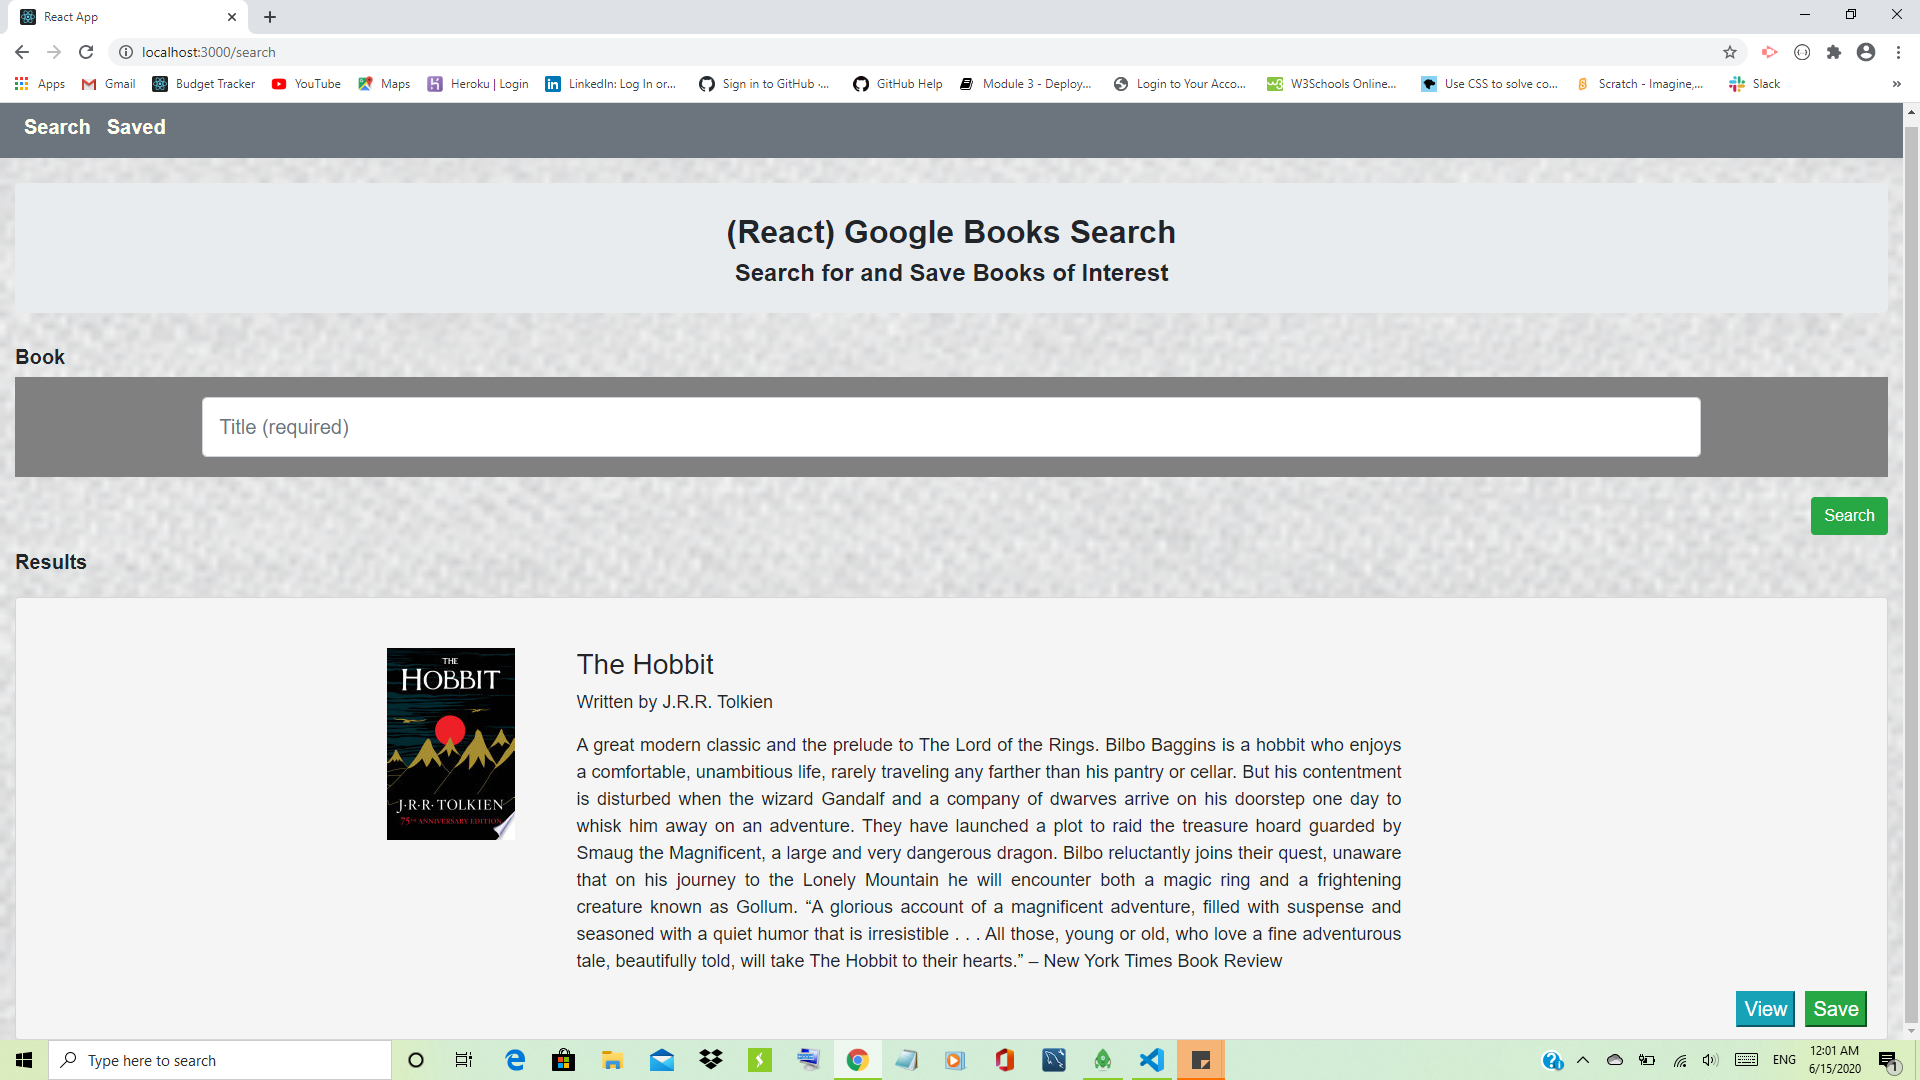 React App
localhost:3000/search
Apps Gmail Budget Tracker YouTube Maps Heroku | Login LinkedIn: Log In or... Sign in to GitHub ·... GitHub Help Module 3 - Deploy... Login to Your Acco... W3Schools Online... Use CSS to solve co... Scratch - Imagine,... Slack »
Search Saved
(React) Google Books Search
Search for and Save Books of Interest
Book
Title (required)
Search
Results
THE
HOBBIT
J·R·R·TOLKIEN
75TH ANNIVERSARY EDITION
The Hobbit
Written by J.R.R. Tolkien
A great modern classic and the prelude to The Lord of the Rings. Bilbo Baggins is a hobbit who enjoys
a comfortable, unambitious life, rarely traveling any farther than his pantry or cellar. But his contentment
is disturbed when the wizard Gandalf and a company of dwarves arrive on his doorstep one day to
whisk him away on an adventure. They have launched a plot to raid the treasure hoard guarded by
Smaug the Magnificent, a large and very dangerous dragon. Bilbo reluctantly joins their quest, unaware
that on his journey to the Lonely Mountain he will encounter both a magic ring and a frightening
creature known as Gollum. “A glorious account of a magnificent adventure, filled with suspense and
seasoned with a quiet humor that is irresistible . . . All those, young or old, who love a fine adventurous
tale, beautifully told, will take The Hobbit to their hearts.” – New York Times Book Review
View Save
Type here to search
ENG
12:01 AM
6/15/2020
1